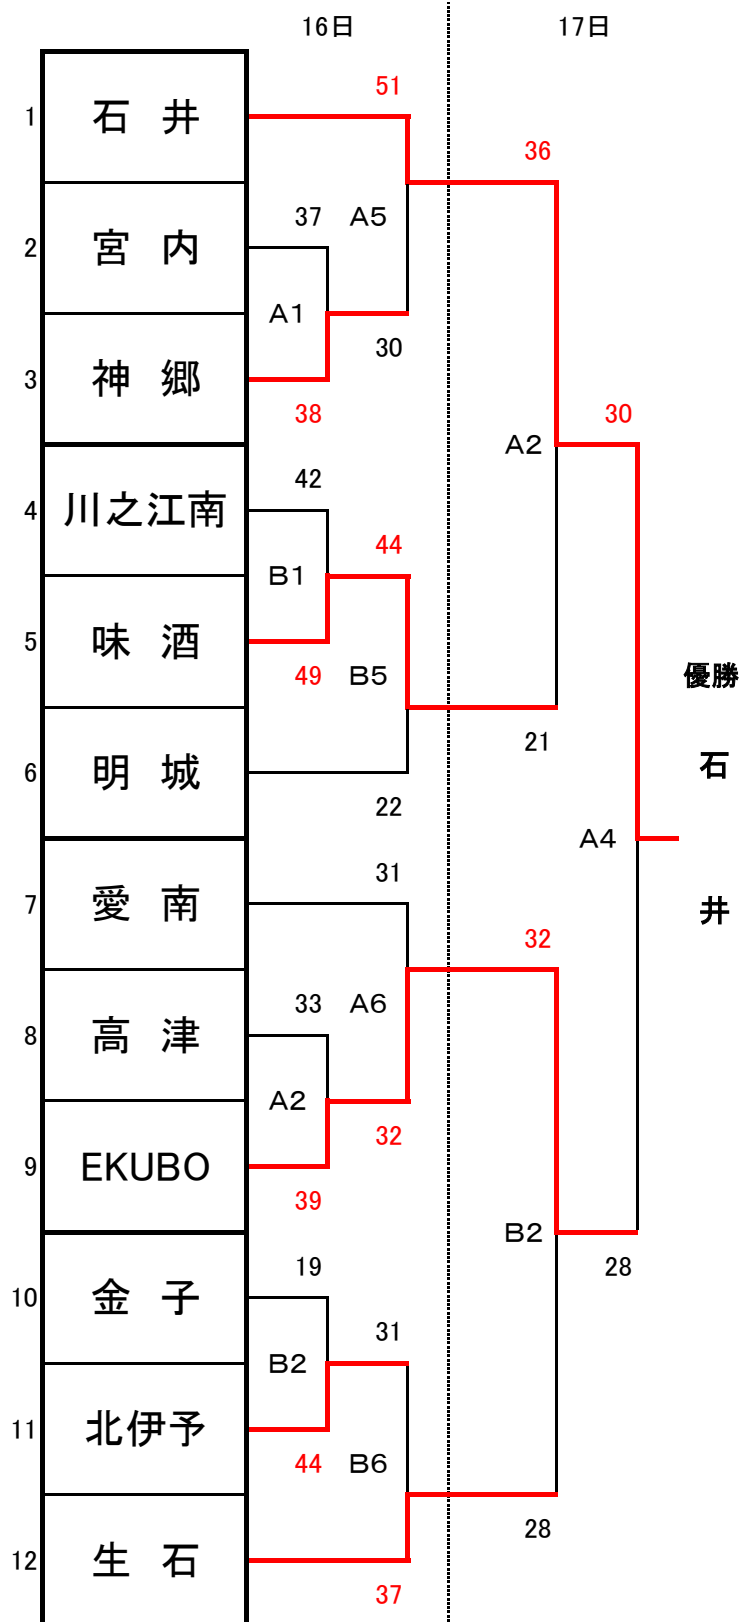 16日 17日
51
1 石 井
36
37 A5
2 宮 内
A1
30
3 神 郷
38 30
A2
42
4 川之江南
44
B1
5 味 酒
49 B5
優勝
21
石
6 明 城
22
A4
31
7 愛 南
井
32
33 A6
8 高 津
A2
32
9 EKUBO
39
B2
19 28
10 金 子
31
B2
11 北伊予
44 B6
28
12 生 石
37